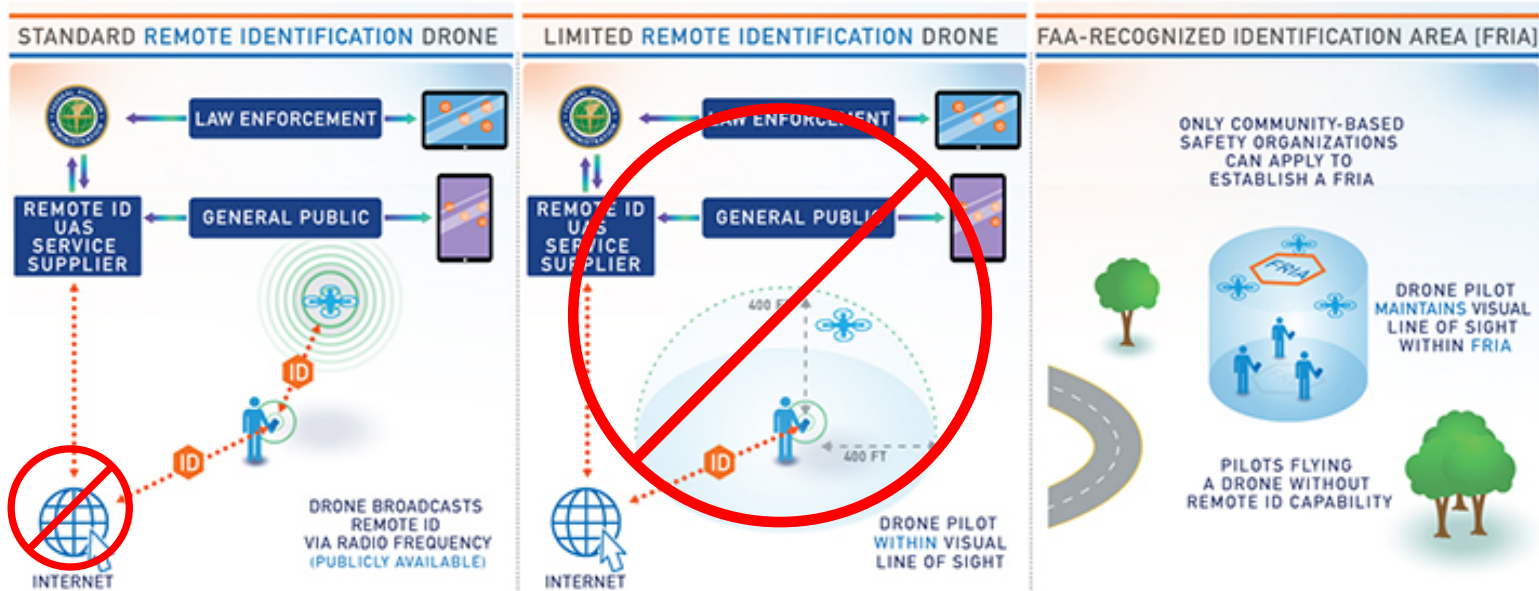 STANDARD REMOTE IDENTIFICATION DRONE
LAW ENFORCEMENT
REMOTE ID
UAS
SERVICE
SUPPLIER
GENERAL PUBLIC
ID
ID
DRONE BROADCASTS
REMOTE ID
VIA RADIO FREQUENCY
(PUBLICLY AVAILABLE)
INTERNET
LIMITED REMOTE IDENTIFICATION DRONE
LAW ENFORCEMENT
REMOTE ID
UAS
SERVICE
SUPPLIER
GENERAL PUBLIC
400 FT
400 FT
ID
DRONE PILOT
WITHIN VISUAL
LINE OF SIGHT
INTERNET
FAA-RECOGNIZED IDENTIFICATION AREA [FRIA]
ONLY COMMUNITY-BASED
SAFETY ORGANIZATIONS
CAN APPLY TO
ESTABLISH A FRIA
FRIA
DRONE PILOT
MAINTAINS VISUAL
LINE OF SIGHT
WITHIN FRIA
PILOTS FLYING
A DRONE WITHOUT
REMOTE ID CAPABILITY